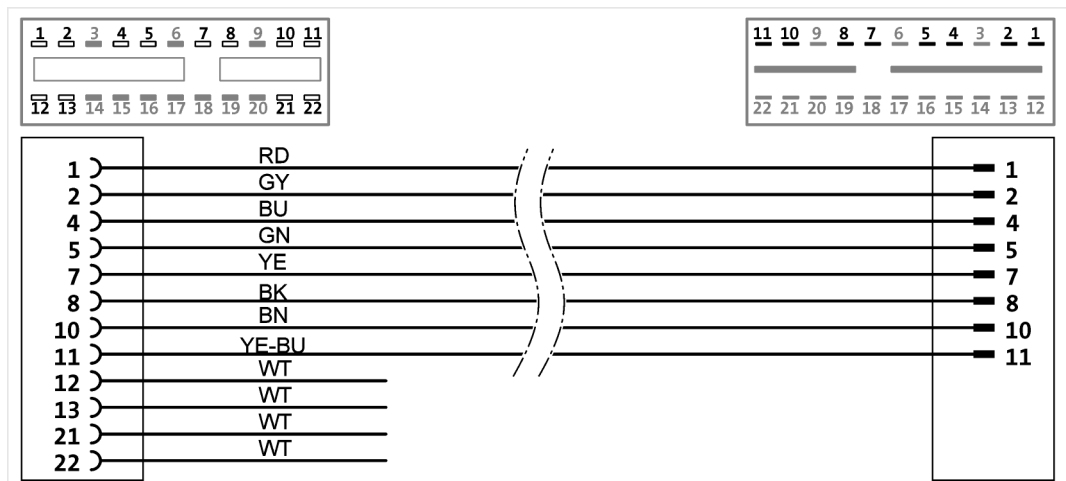 1 2 3 4 5 6 7 8 9 10 11
12 13 14 15 16 17 18 19 20 21 22
11 10 9 8 7 6 5 4 3 2 1
22 21 20 19 18 17 16 15 14 13 12
1 RD 1
2 GY 2
4 BU 4
5 GN 5
7 YE 7
8 BK 8
10 BN 10
11 YE-BU 11
12 WT
13 WT
21 WT
22 WT